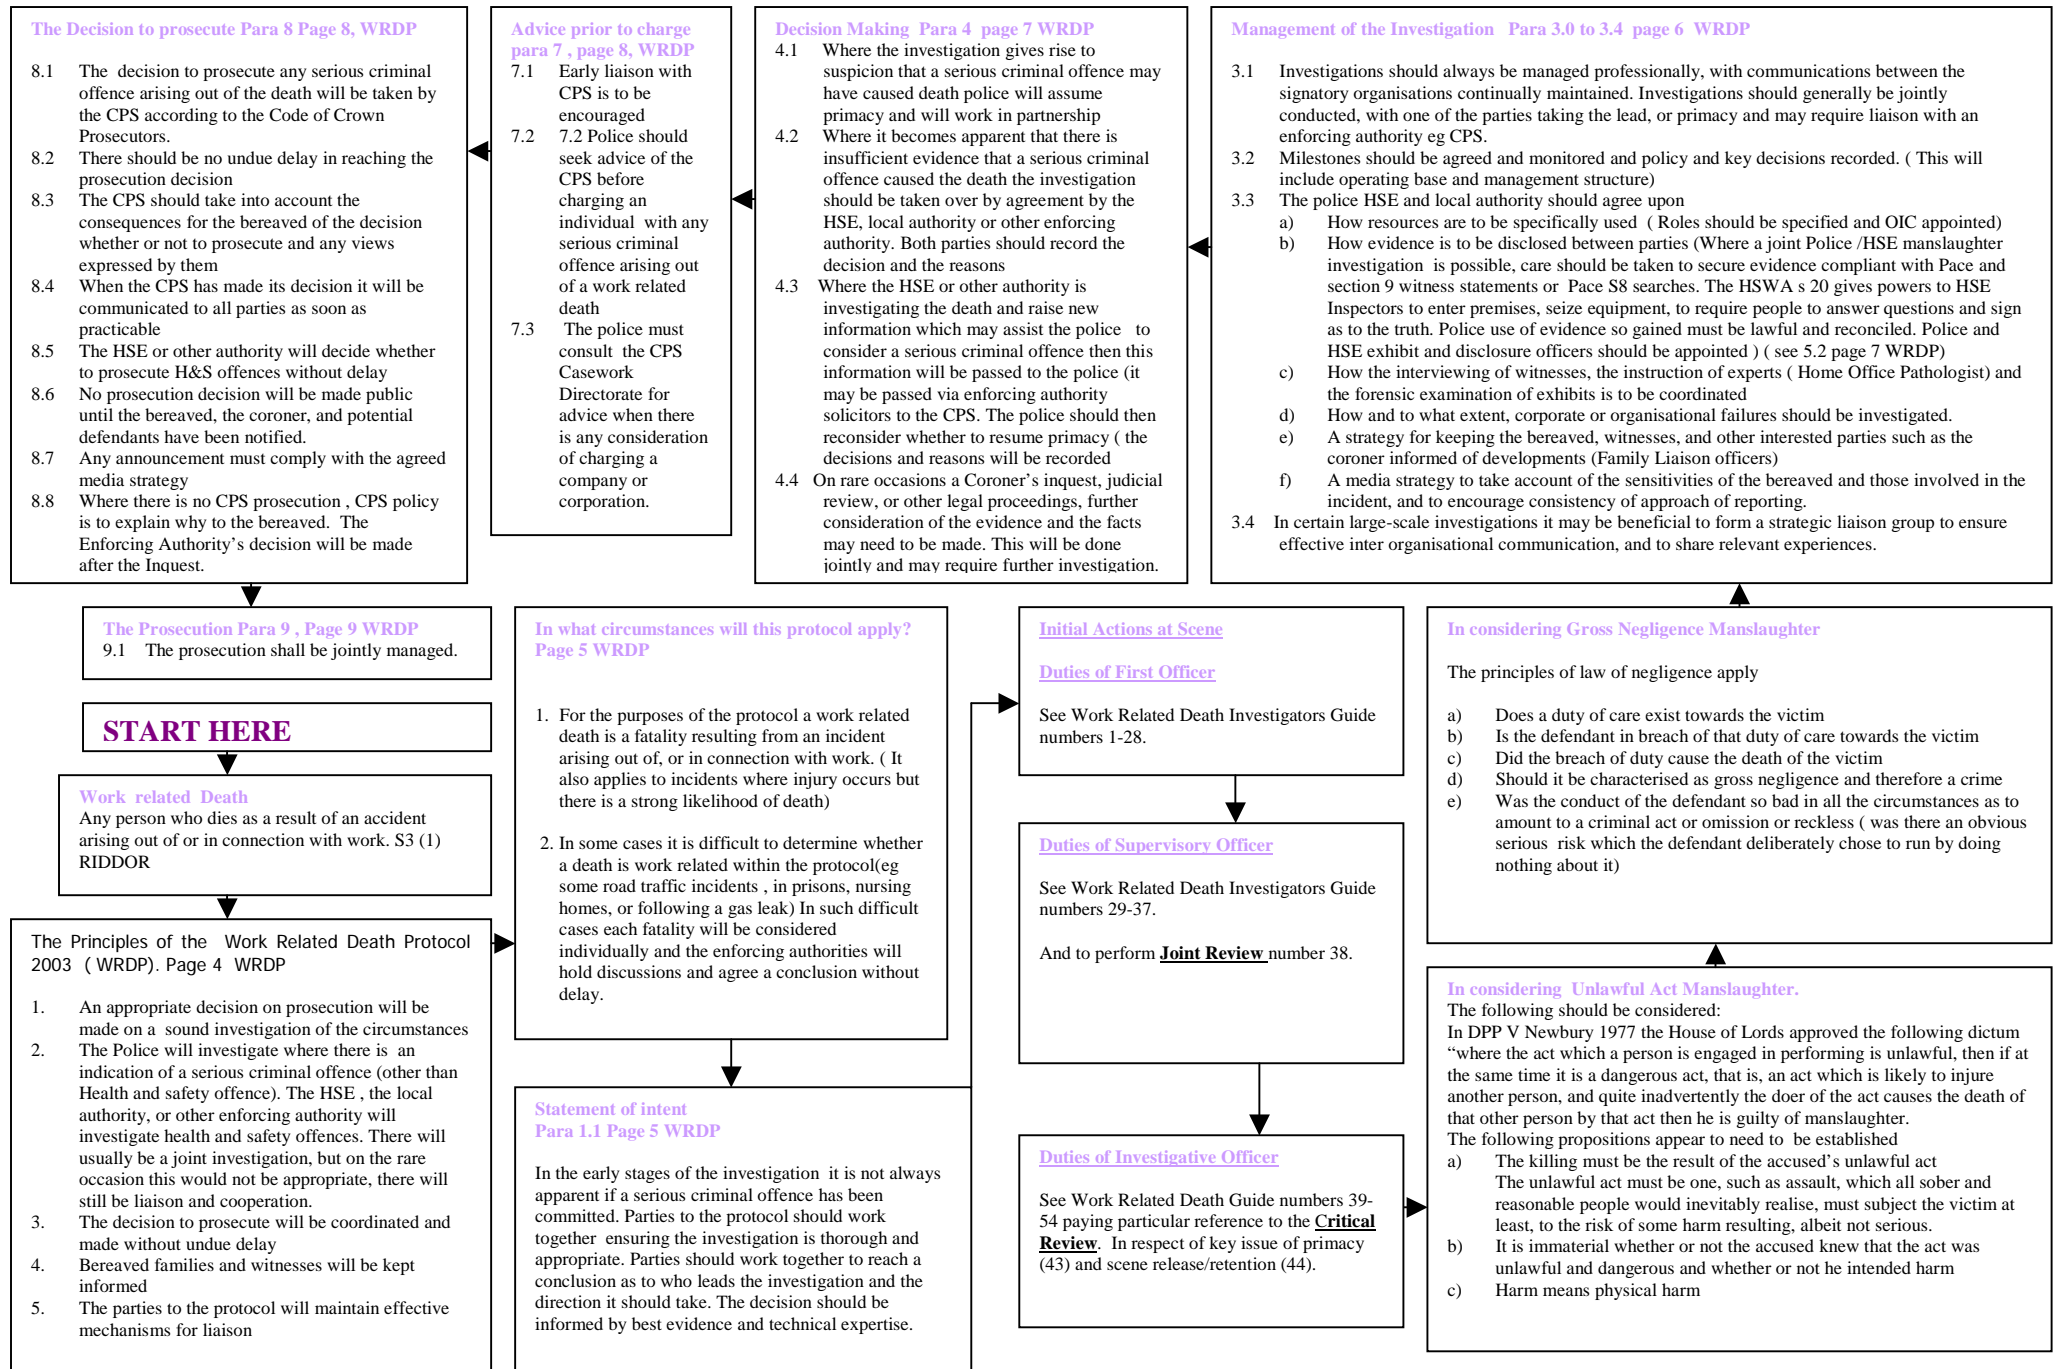 The Decision to prosecute Para 8 Page 8, WRDP
8.1 The decision to prosecute any serious criminal
offence arising out of the death will be taken by
the CPS according to the Code of Crown
Prosecutors.
8.2 There should be no undue delay in reaching the
prosecution decision
8.3 The CPS should take into account the
consequences for the bereaved of the decision
whether or not to prosecute and any views
expressed by them
8.4 When the CPS has made its decision it will be
communicated to all parties as soon as
practicable
8.5 The HSE or other authority will decide whether
to prosecute H&S offences without delay
8.6 No prosecution decision will be made public
until the bereaved, the coroner, and potential
defendants have been notified.
8.7 Any announcement must comply with the agreed
media strategy
8.8 Where there is no CPS prosecution , CPS policy
is to explain why to the bereaved. The
Enforcing Authority's decision will be made
after the Inquest.
Advice prior to charge
para 7 , page 8, WRDP
7.1 Early liaison with
CPS is to be
encouraged
7.2 7.2 Police should
seek advice of the
CPS before
charging an
individual with any
serious criminal
offence arising out
of a work related
death
7.3 The police must
consult the CPS
Casework
Directorate for
advice when there
is any consideration
of charging a
company or
corporation.
Decision Making Para 4 page 7 WRDP
4.1 Where the investigation gives rise to
suspicion that a serious criminal offence may
have caused death police will assume
primacy and will work in partnership
4.2 Where it becomes apparent that there is
insufficient evidence that a serious criminal
offence caused the death the investigation
should be taken over by agreement by the
HSE, local authority or other enforcing
authority. Both parties should record the
decision and the reasons
4.3 Where the HSE or other authority is
investigating the death and raise new
information which may assist the police to
consider a serious criminal offence then this
information will be passed to the police (it
may be passed via enforcing authority
solicitors to the CPS. The police should then
reconsider whether to resume primacy ( the
decisions and reasons will be recorded
4.4 On rare occasions a Coroner's inquest, judicial
review, or other legal proceedings, further
consideration of the evidence and the facts
may need to be made. This will be done
jointly and may require further investigation.
Management of the Investigation Para 3.0 to 3.4 page 6 WRDP
3.1 Investigations should always be managed professionally, with communications between the
signatory organisations continually maintained. Investigations should generally be jointly
conducted, with one of the parties taking the lead, or primacy and may require liaison with an
enforcing authority eg CPS.
3.2 Milestones should be agreed and monitored and policy and key decisions recorded. ( This will
include operating base and management structure)
3.3 The police HSE and local authority should agree upon
a) How resources are to be specifically used ( Roles should be specified and OIC appointed)
b) How evidence is to be disclosed between parties (Where a joint Police /HSE manslaughter
investigation is possible, care should be taken to secure evidence compliant with Pace and
section 9 witness statements or Pace S8 searches. The HSWA s 20 gives powers to HSE
Inspectors to enter premises, seize equipment, to require people to answer questions and sign
as to the truth. Police use of evidence so gained must be lawful and reconciled. Police and
HSE exhibit and disclosure officers should be appointed ) ( see 5.2 page 7 WRDP)
c) How the interviewing of witnesses, the instruction of experts ( Home Office Pathologist) and
the forensic examination of exhibits is to be coordinated
d) How and to what extent, corporate or organisational failures should be investigated.
e) A strategy for keeping the bereaved, witnesses, and other interested parties such as the
coroner informed of developments (Family Liaison officers)
f) A media strategy to take account of the sensitivities of the bereaved and those involved in the
incident, and to encourage consistency of approach of reporting.
3.4 In certain large-scale investigations it may be beneficial to form a strategic liaison group to ensure
effective inter organisational communication, and to share relevant experiences.
The Prosecution Para 9 , Page 9 WRDP
9.1 The prosecution shall be jointly managed.
START HERE
Work related Death
Any person who dies as a result of an accident
arising out of or in connection with work. S3 (1)
RIDDOR
The Principles of the Work Related Death Protocol
2003 ( WRDP). Page 4 WRDP
1. An appropriate decision on prosecution will be
made on a sound investigation of the circumstances
2. The Police will investigate where there is an
indication of a serious criminal offence (other than
Health and safety offence). The HSE , the local
authority, or other enforcing authority will
investigate health and safety offences. There will
usually be a joint investigation, but on the rare
occasion this would not be appropriate, there will
still be liaison and cooperation.
3. The decision to prosecute will be coordinated and
made without undue delay
4. Bereaved families and witnesses will be kept
informed
5. The parties to the protocol will maintain effective
mechanisms for liaison
In what circumstances will this protocol apply?
Page 5 WRDP
1. For the purposes of the protocol a work related
death is a fatality resulting from an incident
arising out of, or in connection with work. ( It
also applies to incidents where injury occurs but
there is a strong likelihood of death)
2. In some cases it is difficult to determine whether
a death is work related within the protocol(eg
some road traffic incidents , in prisons, nursing
homes, or following a gas leak) In such difficult
cases each fatality will be considered
individually and the enforcing authorities will
hold discussions and agree a conclusion without
delay.
Statement of intent
Para 1.1 Page 5 WRDP
In the early stages of the investigation it is not always
apparent if a serious criminal offence has been
committed. Parties to the protocol should work
together ensuring the investigation is thorough and
appropriate. Parties should work together to reach a
conclusion as to who leads the investigation and the
direction it should take. The decision should be
informed by best evidence and technical expertise.
Initial Actions at Scene
Duties of First Officer
See Work Related Death Investigators Guide
numbers 1-28.
Duties of Supervisory Officer
See Work Related Death Investigators Guide
numbers 29-37.
And to perform Joint Review number 38.
Duties of Investigative Officer
See Work Related Death Guide numbers 39-
54 paying particular reference to the Critical
Review. In respect of key issue of primacy
(43) and scene release/retention (44).
In considering Gross Negligence Manslaughter
The principles of law of negligence apply
a) Does a duty of care exist towards the victim
b) Is the defendant in breach of that duty of care towards the victim
c) Did the breach of duty cause the death of the victim
d) Should it be characterised as gross negligence and therefore a crime
e) Was the conduct of the defendant so bad in all the circumstances as to
amount to a criminal act or omission or reckless ( was there an obvious
serious risk which the defendant deliberately chose to run by doing
nothing about it)
In considering Unlawful Act Manslaughter.
The following should be considered:
In DPP V Newbury 1977 the House of Lords approved the following dictum
“where the act which a person is engaged in performing is unlawful, then if at
the same time it is a dangerous act, that is, an act which is likely to injure
another person, and quite inadvertently the doer of the act causes the death of
that other person by that act then he is guilty of manslaughter.
The following propositions appear to need to be established
a) The killing must be the result of the accused's unlawful act
The unlawful act must be one, such as assault, which all sober and
reasonable people would inevitably realise, must subject the victim at
least, to the risk of some harm resulting, albeit not serious.
b) It is immaterial whether or not the accused knew that the act was
unlawful and dangerous and whether or not he intended harm
c) Harm means physical harm